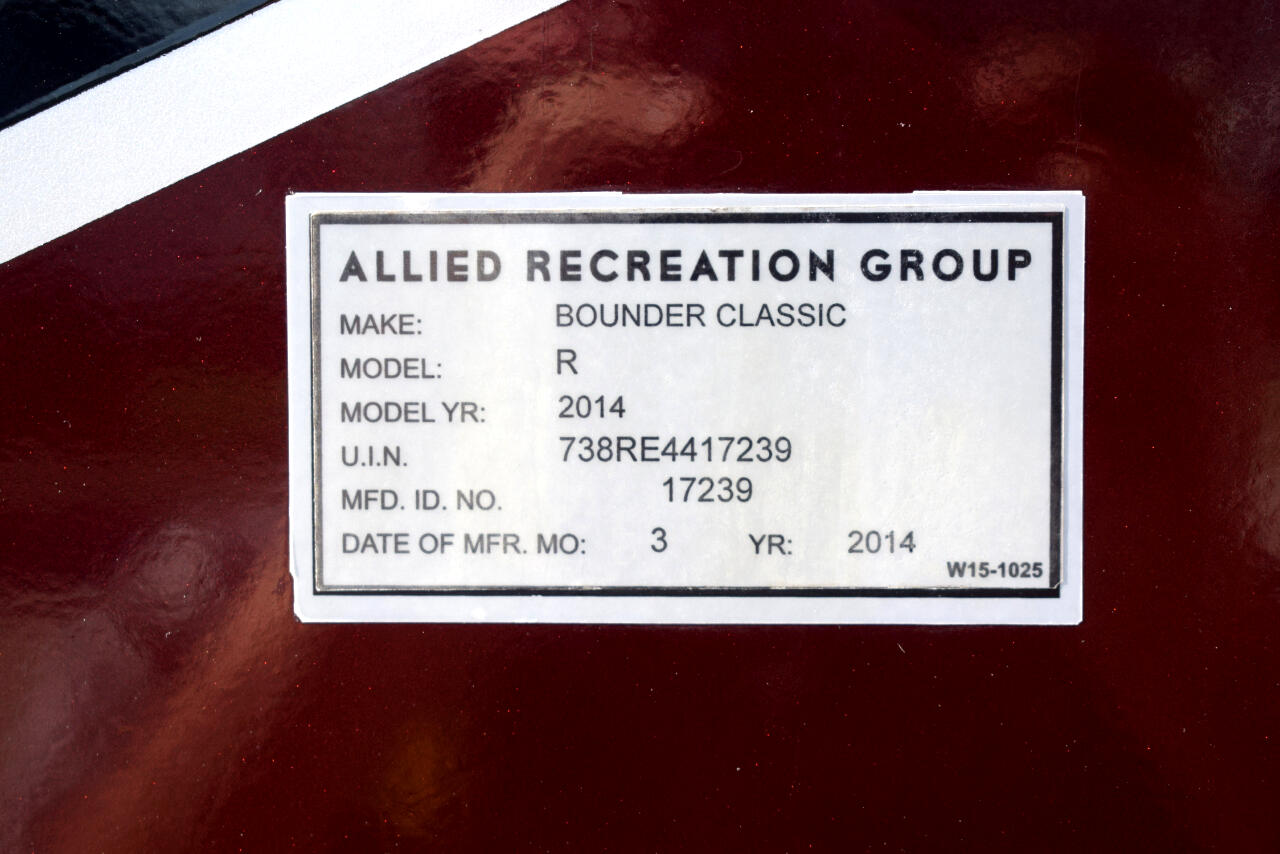 ALLIED RECREATION GROUP
MAKE: BOUNDER CLASSIC
MODEL: R
MODEL YR: 2014
U.I.N. 738RE4417239
MFD. ID. NO. 17239
DATE OF MFR. MO: 3 YR: 2014
W15-1025